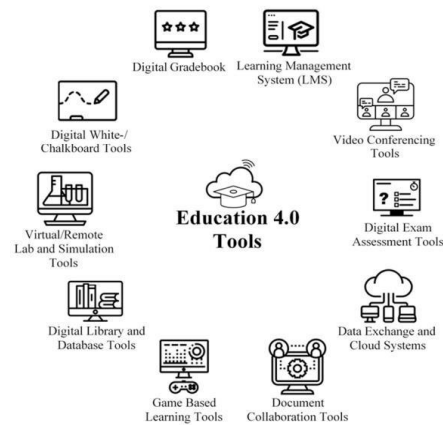 Digital Gradebook
Learning Management
System (LMS)
Digital White-/
Chalkboard Tools
Video Conferencing
Tools
Education 4.0
Tools
Virtual/Remote
Lab and Simulation
Tools
?
Digital Exam
Assessment Tools
Digital Library and
Database Tools
Data Exchange and
Cloud Systems
Game Based
Learning Tools
Document
Collaboration Tools